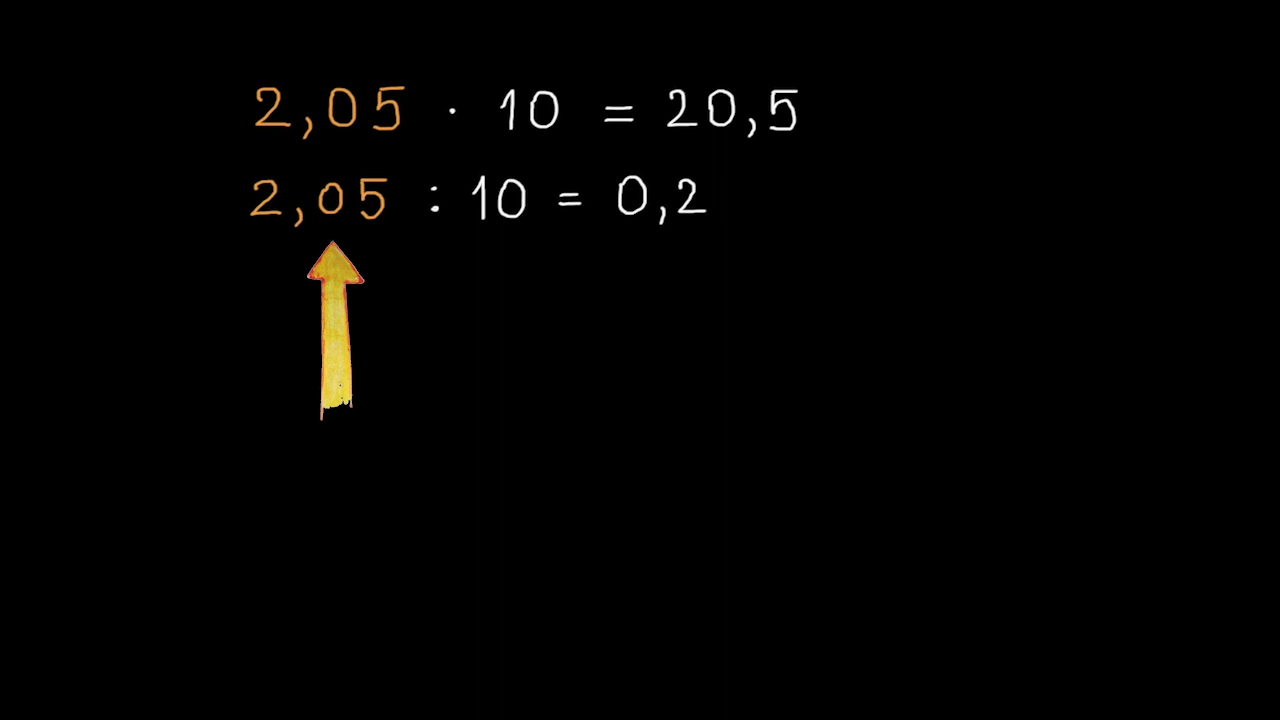 2,05 · 10 = 20,5
2,05 : 10 = 0,2